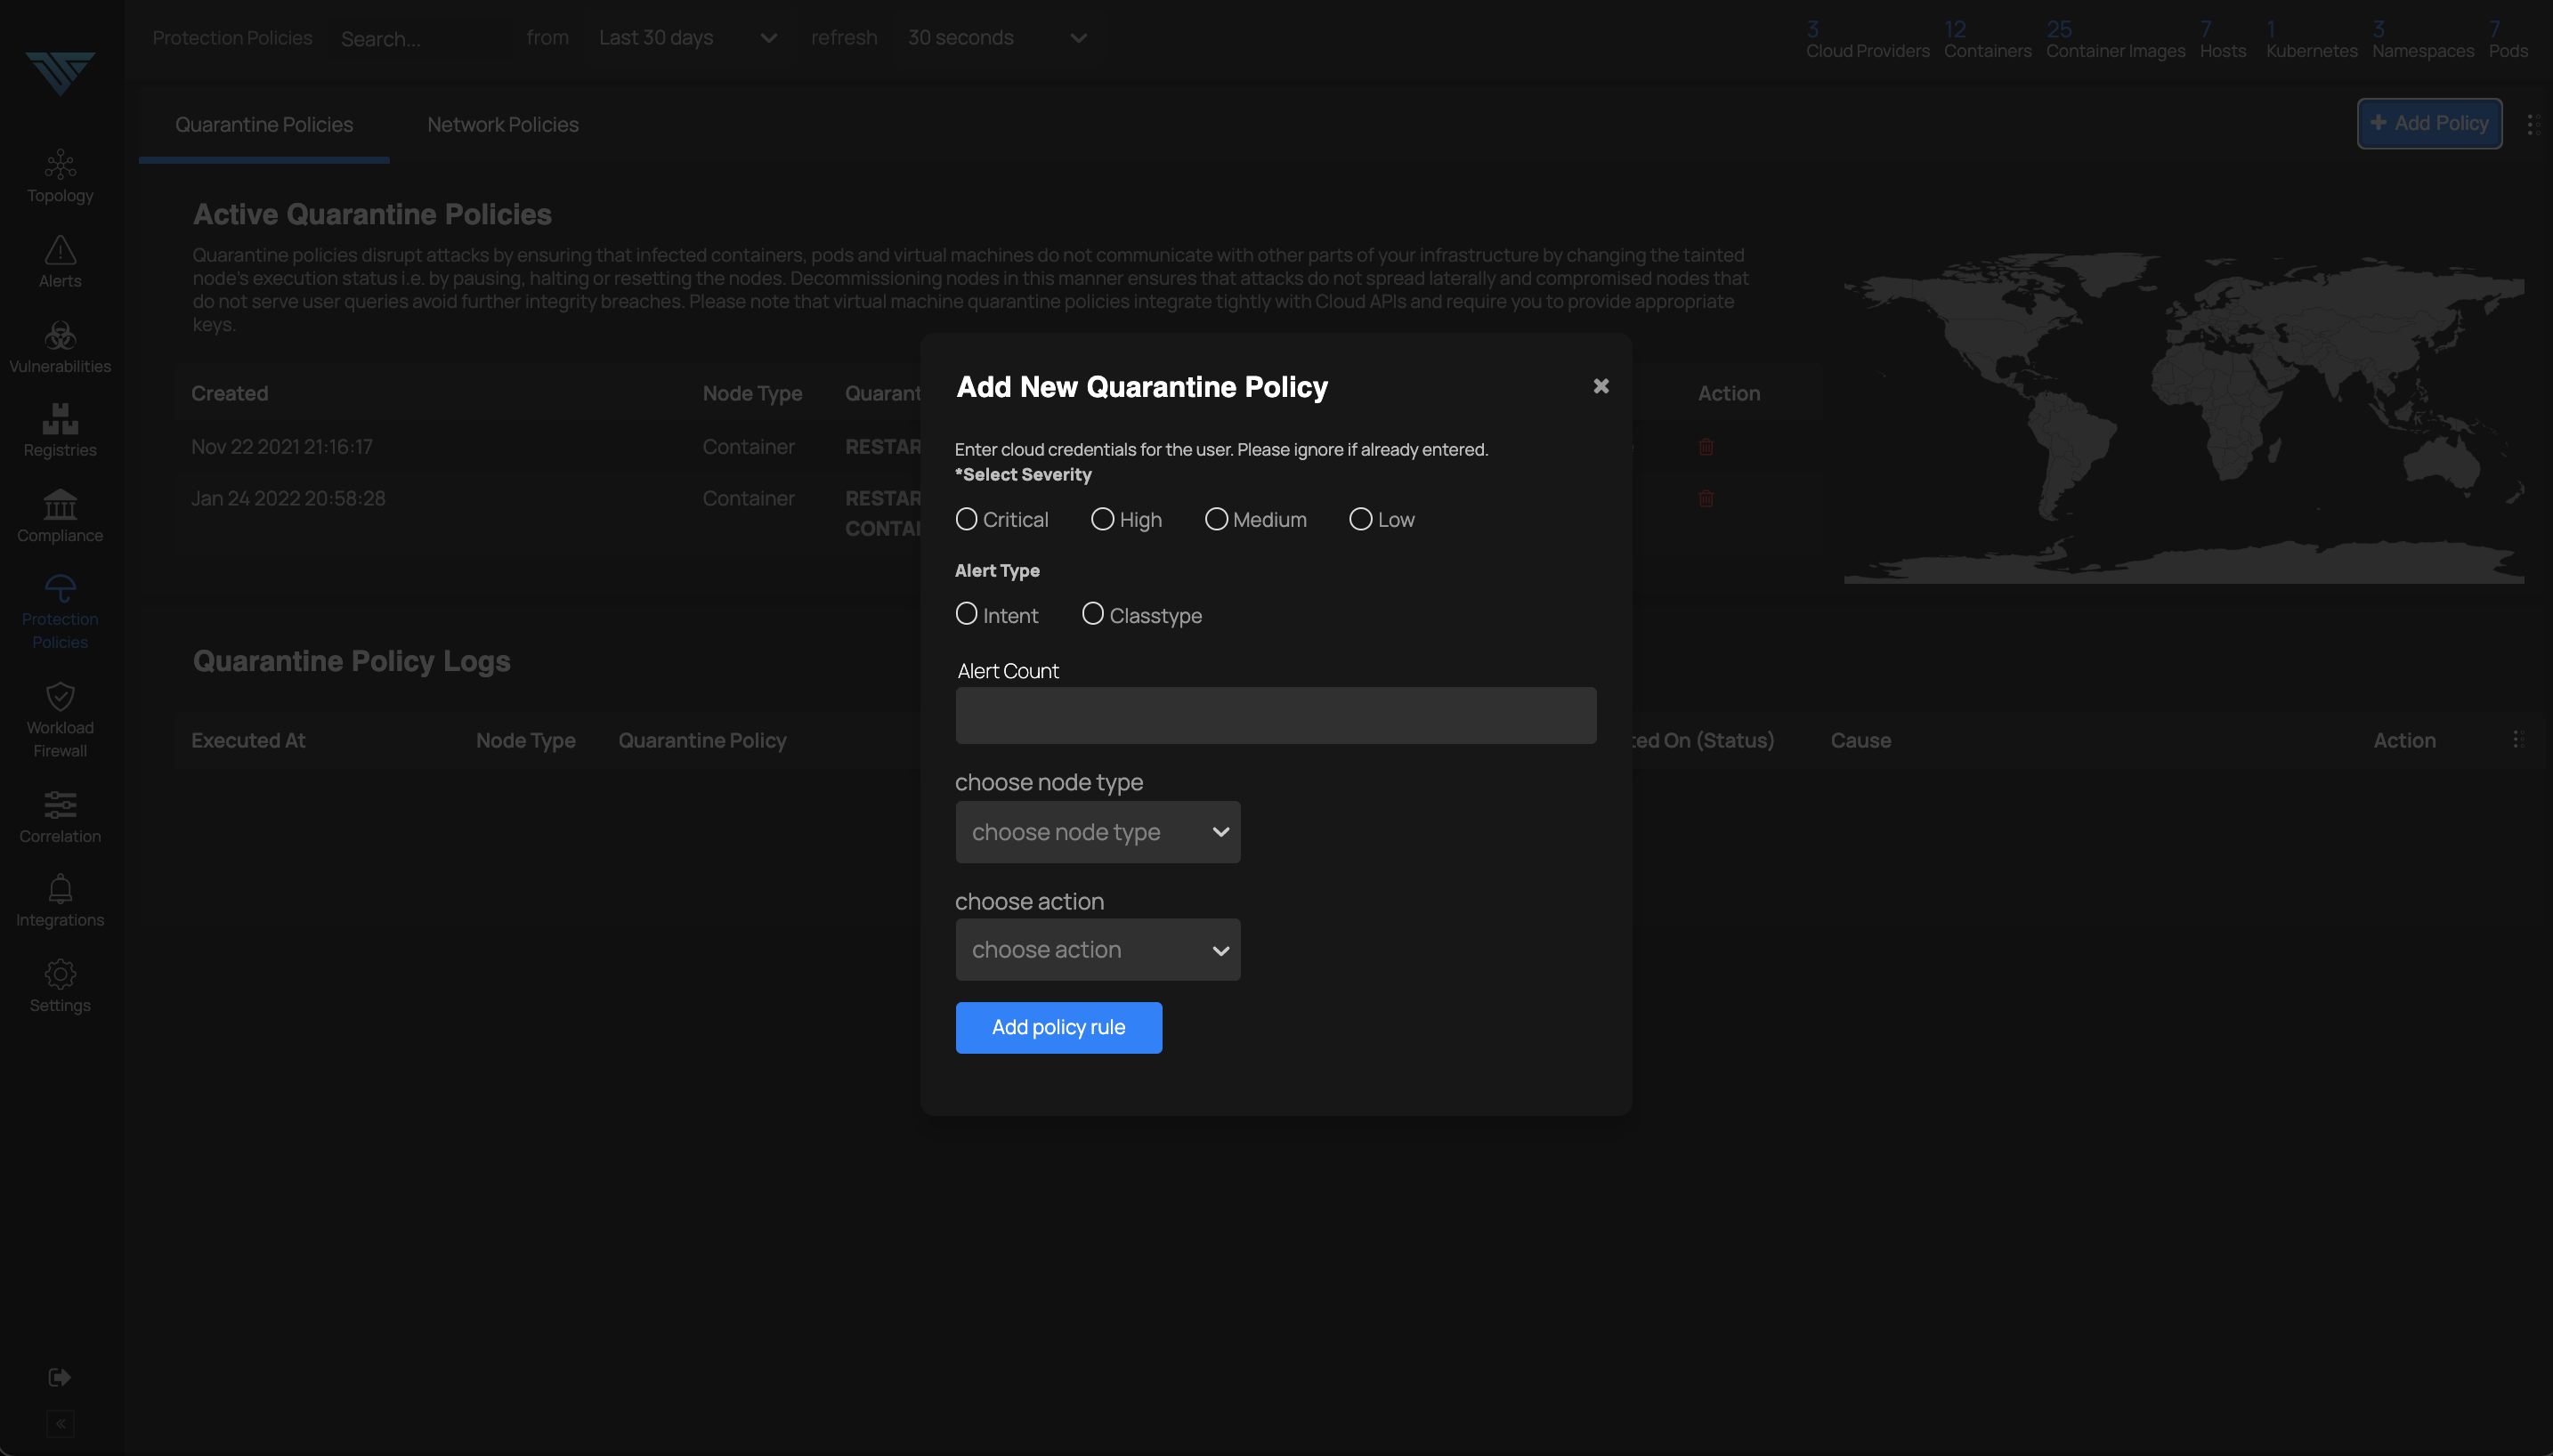 Protection Policies Search... from Last 30 days refresh 30 seconds
3 12 25 7 1 3 7
Cloud Providers Containers Container Images Hosts Kubernetes Namespaces Pods
Quarantine Policies Network Policies + Add Policy
Topology
Alerts
Vulnerabilities
Registries
Compliance
Protection
Policies
Workload
Firewall
Correlation
Integrations
Settings
Active Quarantine Policies
Quarantine policies disrupt attacks by ensuring that infected containers, pods and virtual machines do not communicate with other parts of your infrastructure by changing the tainted
node's execution status i.e. by pausing, halting or resetting the nodes. Decommissioning nodes in this manner ensures that attacks do not spread laterally and compromised nodes that
do not serve user queries avoid further integrity breaches. Please note that virtual machine quarantine policies integrate tightly with Cloud APIs and require you to provide appropriate
keys.
Created Node Type Quarant Action
Nov 22 2021 21:16:17 Container RESTAR
Jan 24 2022 20:58:28 Container RESTAR
CONTAI
Quarantine Policy Logs
Executed At Node Type Quarantine Policy ted On (Status) Cause Action
Add New Quarantine Policy
Enter cloud credentials for the user. Please ignore if already entered.
*Select Severity
Critical High Medium Low
Alert Type
Intent Classtype
Alert Count
choose node type
choose node type
choose action
choose action
Add policy rule